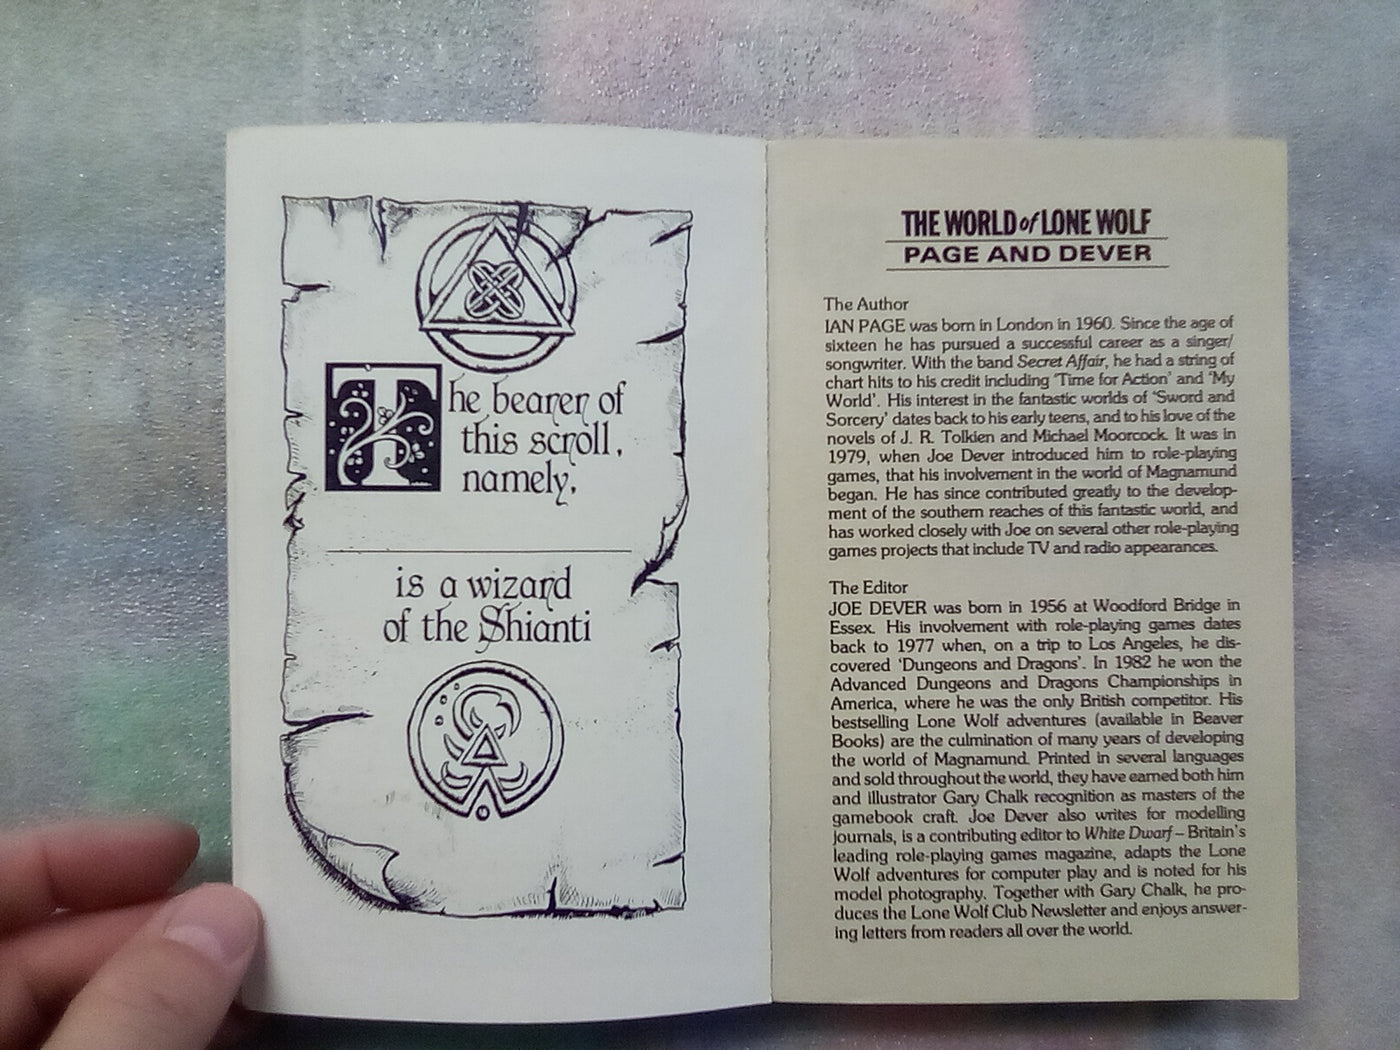 The bearer of
this scroll,
namely,
is a wizard
of the Shianti
THE WORLD of LONE WOLF
PAGE AND DEVER
The Author
IAN PAGE was born in London in 1960. Since the age of
sixteen he has pursued a successful career as a singer/
songwriter. With the band Secret Affair, he had a string of
chart hits to his credit including 'Time for Action' and 'My
World'. His interest in the fantastic worlds of 'Sword and
Sorcery' dates back to his early teens, and to his love of the
novels of J. R. Tolkien and Michael Moorcock. It was in
1979, when Joe Dever introduced him to role-playing
games, that his involvement in the world of Magnamund
began. He has since contributed greatly to the develop-
ment of the southern reaches of this fantastic world, and
has worked closely with Joe on several other role-playing
games projects that include TV and radio appearances.
The Editor
JOE DEVER was born in 1956 at Woodford Bridge in
Essex. His involvement with role-playing games dates
back to 1977 when, on a trip to Los Angeles, he dis-
covered 'Dungeons and Dragons'. In 1982 he won the
Advanced Dungeons and Dragons Championships in
America, where he was the only British competitor. His
bestselling Lone Wolf adventures (available in Beaver
Books) are the culmination of many years of developing
the world of Magnamund. Printed in several languages
and sold throughout the world, they have earned both him
and illustrator Gary Chalk recognition as masters of the
gamebook craft. Joe Dever also writes for modelling
journals, is a contributing editor to White Dwarf – Britain's
leading role-playing games magazine, adapts the Lone
Wolf adventures for computer play and is noted for his
model photography. Together with Gary Chalk, he pro-
duces the Lone Wolf Club Newsletter and enjoys answer-
ing letters from readers all over the world.